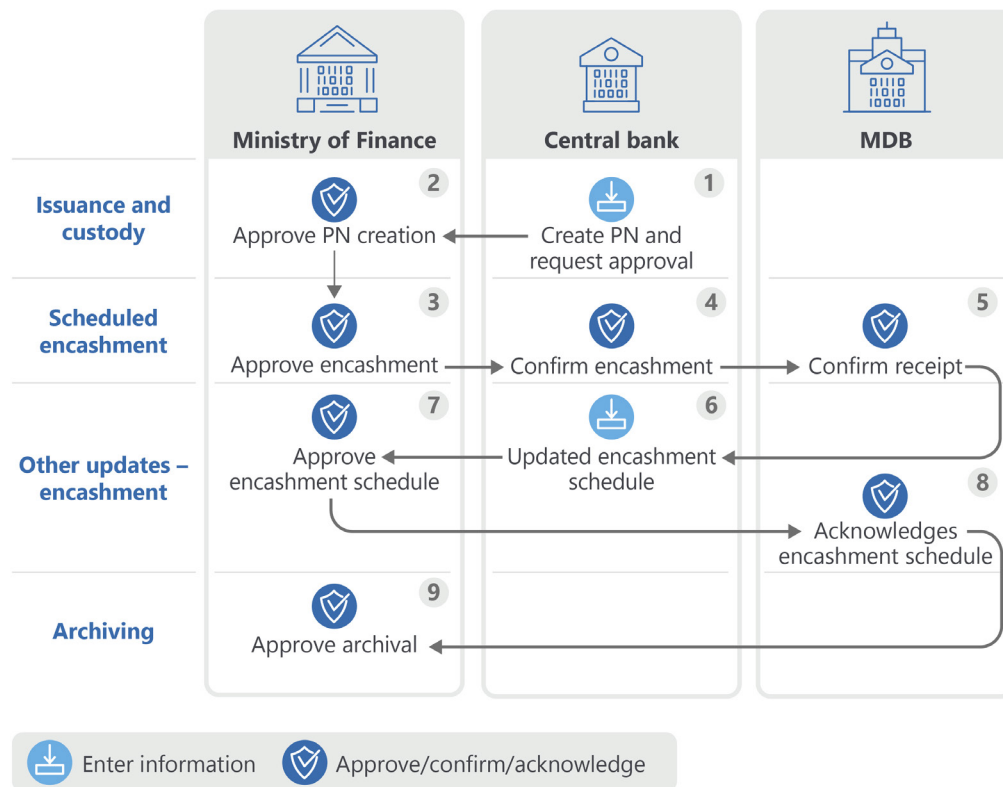 Ministry of Finance
Central bank
MDB
Issuance and
custody
2
Approve PN creation
1
Create PN and
request approval
Scheduled
encashment
3
Approve encashment
4
Confirm encashment
5
Confirm receipt
Other updates –
encashment
7
Approve
encashment schedule
6
Updated encashment
schedule
8
Acknowledges
encashment schedule
Archiving
9
Approve archival
Enter information
Approve/confirm/acknowledge